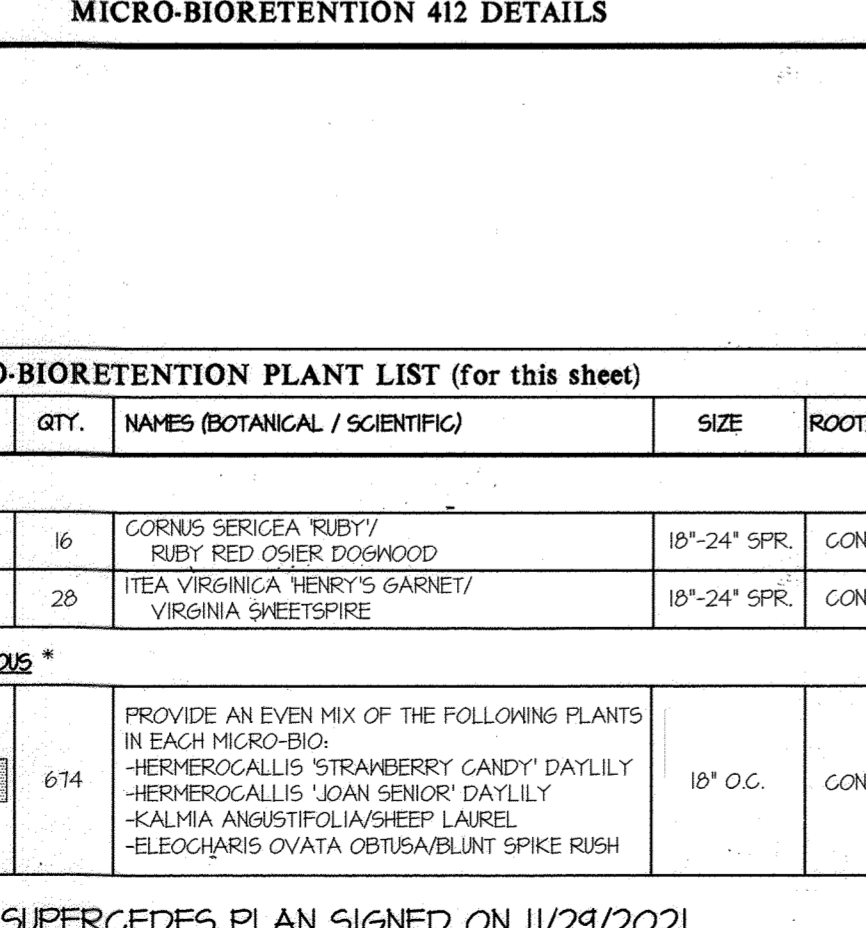 MICRO-BIORETENTION 412 DETAILS
O-BIORETENTION PLANT LIST (for this sheet)
QTY. NAMES (BOTANICAL / SCIENTIFIC) SIZE ROOT
16 CORNUS SERICEA 'RUBY'/ 18"-24" SPR. CON
RUBY RED OSIER DOGWOOD
28 ITEA VIRGINICA 'HENRY'S GARNET/ 18"-24" SPR. CON
VIRGINIA SWEETSPIRE
OUS *
PROVIDE AN EVEN MIX OF THE FOLLOWING PLANTS
IN EACH MICRO-BIO:
-HERMEROCALLIS 'STRAWBERRY CANDY' DAYLILY
674 -HERMEROCALLIS 'JOAN SENIOR' DAYLILY 18" O.C. CON
-KALMIA ANGUSTIFOLIA/SHEEP LAUREL
-ELEOCHARIS OVATA OBTUSA/BLUNT SPIKE RUSH
SUPERCEDES PLAN SIGNED ON 11/29/2021